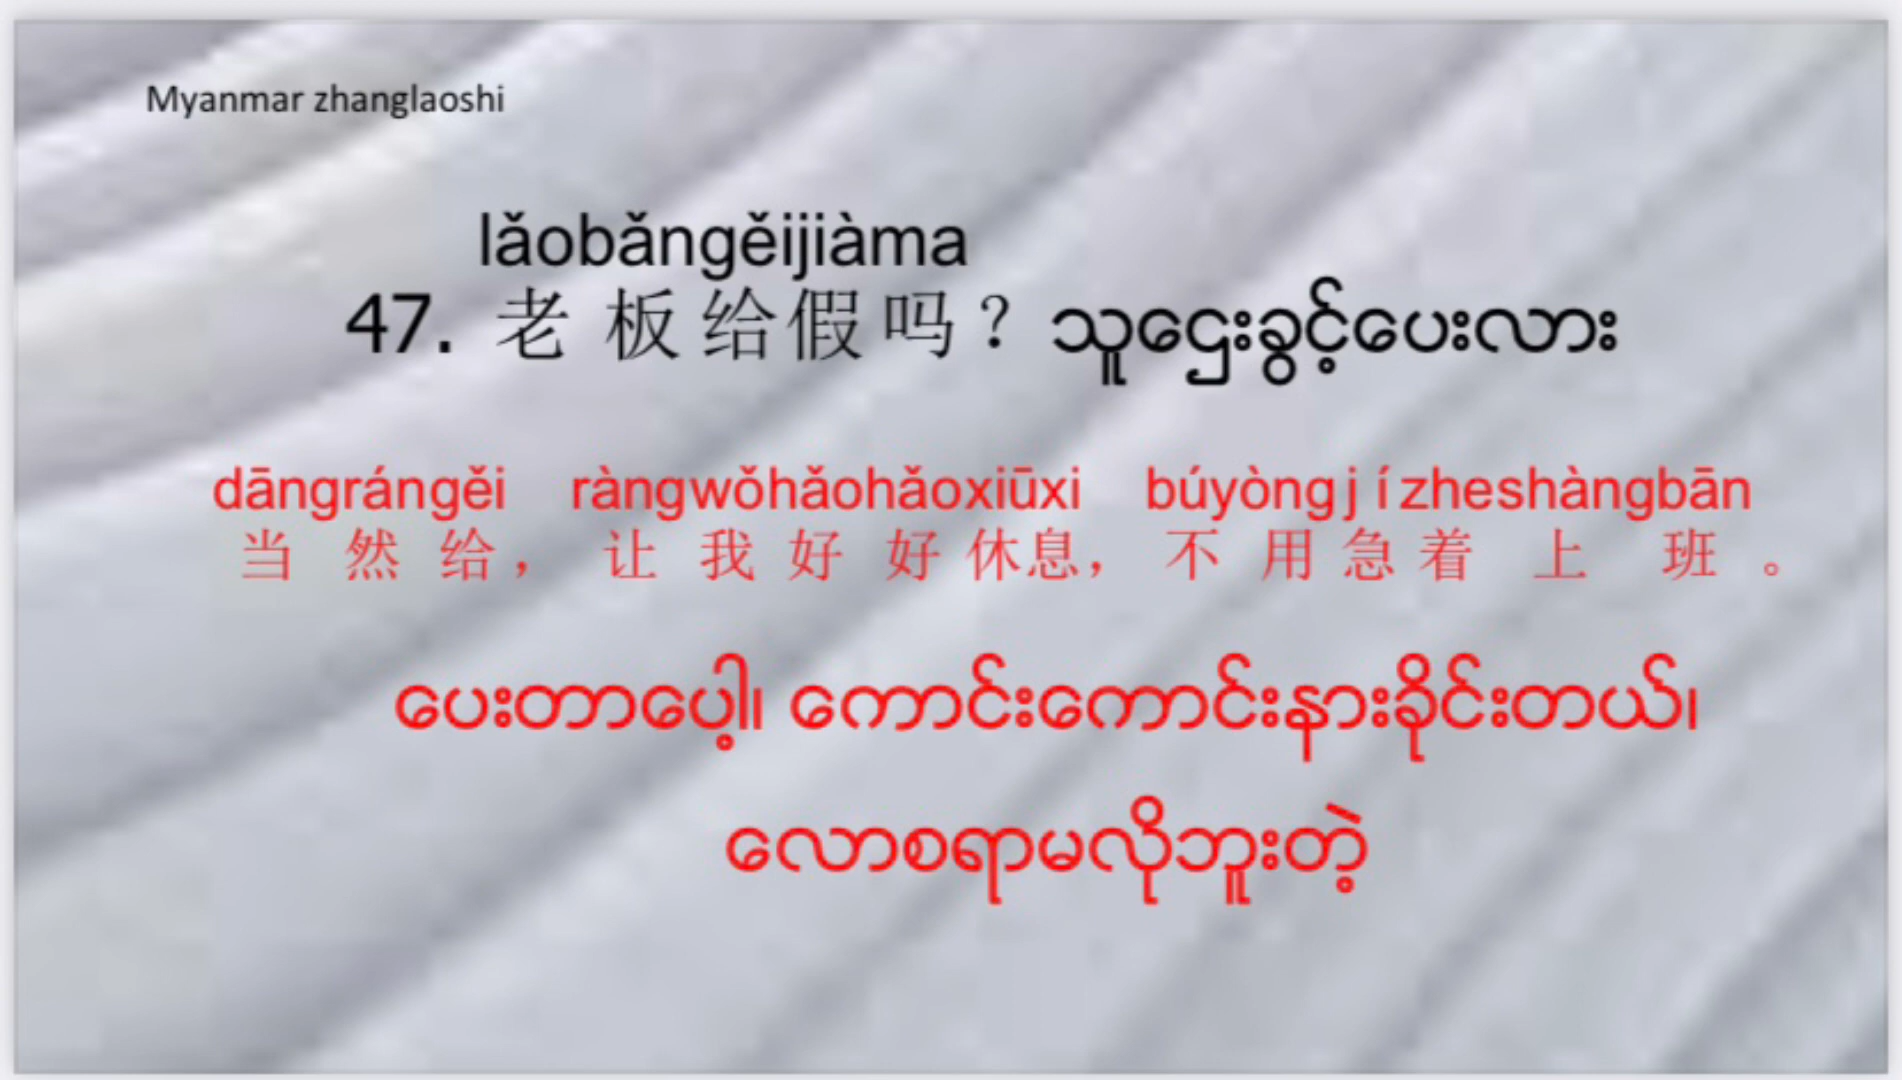 Myanmar zhanglaoshi
lǎobǎngěijiàma
47. 老板给假吗？သူဌေးခွင့်ပေးလား
dāngrángěi ràngwǒhǎohǎoxiūxi búyòngjízheshàngbān
当然给，让我好好休息，不用急着上班。
ပေးတာပေါ့၊ ကောင်းကောင်းနားခိုင်းတယ်၊
လောစရာမလိုဘူးတဲ့